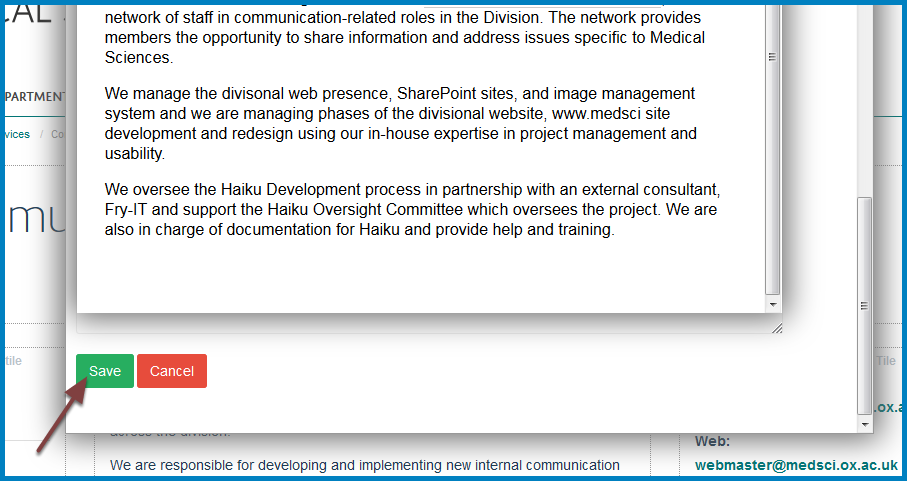 CAL S
network of staff in communication-related roles in the Division. The network provides
members the opportunity to share information and address issues specific to Medical
Sciences.
PARTMENT
We manage the divisonal web presence, SharePoint sites, and image management
system and we are managing phases of the divisional website, www.medsci site
vices / Co
development and redesign using our in-house expertise in project management and
usability.
We oversee the Haiku Development process in partnership with an external consultant,
mu
Fry-IT and support the Haiku Oversight Committee which oversees the project. We are
also in charge of documentation for Haiku and provide help and training.
tile
Tile
Save Cancel
.ox.a
across the division.
Web:
We are responsible for developing and implementing new internal communication
webmaster@medsci.ox.ac.uk